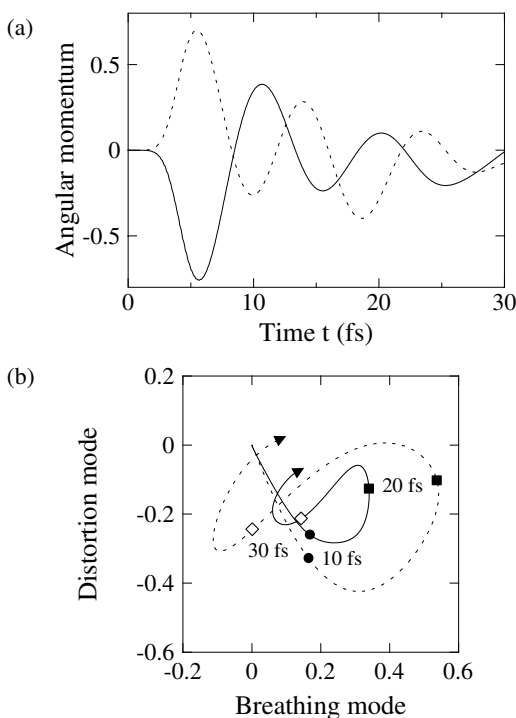 (a)
Angular momentum
0.5
0
-0.5
0
10
20
30
Time t (fs)
(b)
Distortion mode
0.2
0
-0.2
-0.4
-0.6
20 fs
30 fs
10 fs
-0.2
0
0.2
0.4
0.6
Breathing mode